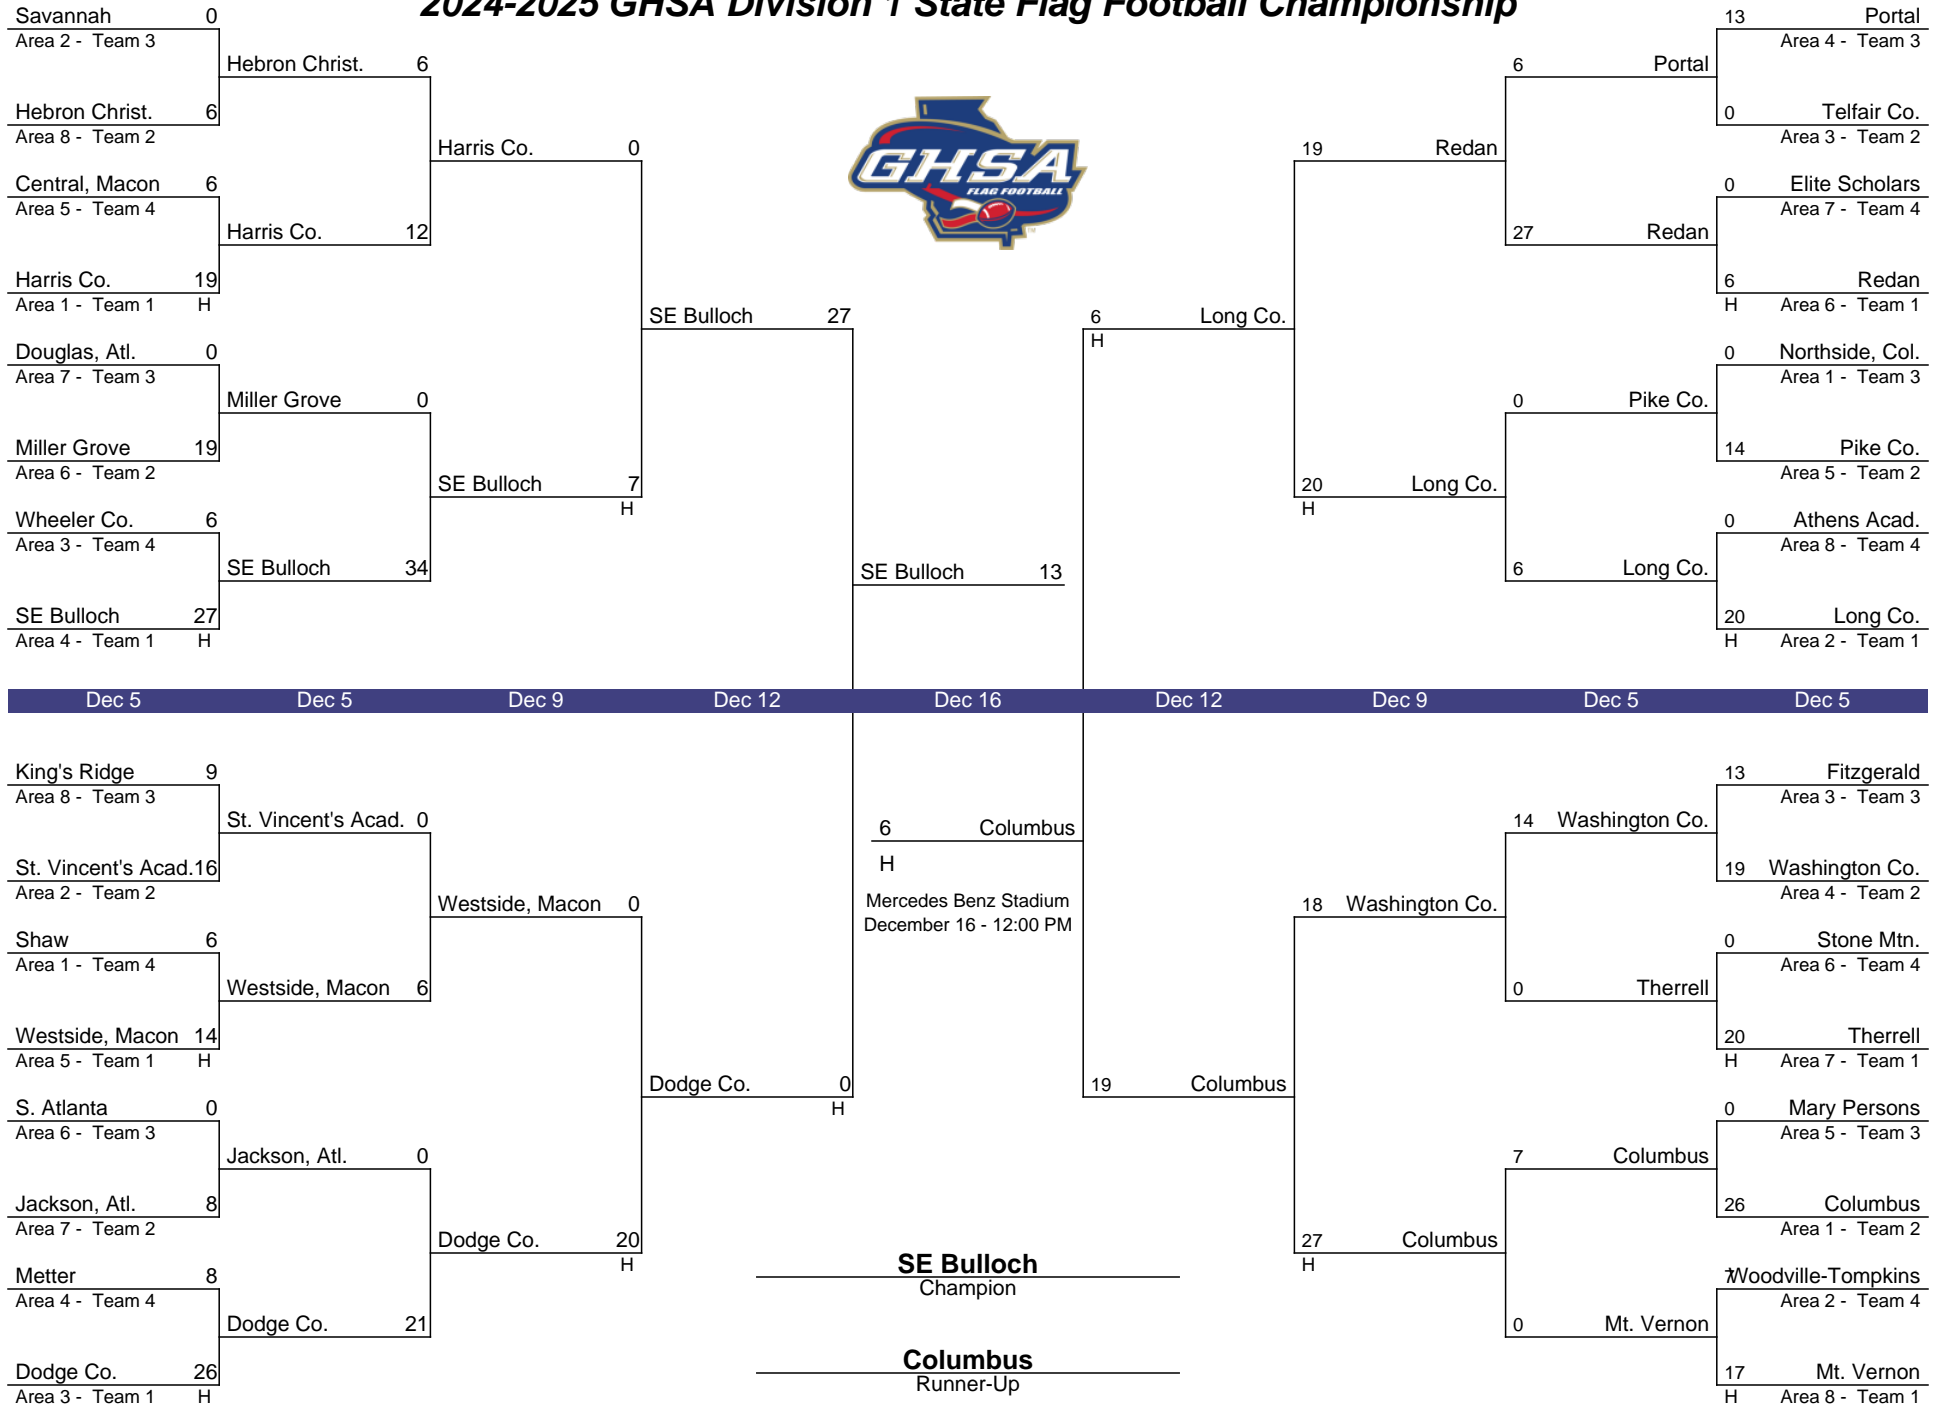 2024-2025 GHSA Division 1 State Flag Football Championship
Savannah 0
Area 2 - Team 3
Hebron Christ. 6
Hebron Christ. 6
Area 8 - Team 2
Harris Co. 0
Central, Macon 6
Area 5 - Team 4
Harris Co. 12
Harris Co. 19
Area 1 - Team 1 H
SE Bulloch 27
Douglas, Atl. 0
Area 7 - Team 3
Miller Grove 0
Miller Grove 19
Area 6 - Team 2
SE Bulloch 7
H
Wheeler Co. 6
Area 3 - Team 4
SE Bulloch 34
SE Bulloch 27
Area 4 - Team 1 H
SE Bulloch 13
GHSA
FLAG FOOTBALL
TM
13 Portal
Area 4 - Team 3
6 Portal
0 Telfair Co.
Area 3 - Team 2
19 Redan
0 Elite Scholars
Area 7 - Team 4
27 Redan
6 Redan
H Area 6 - Team 1
6 Long Co.
H
0 Northside, Col.
Area 1 - Team 3
0 Pike Co.
14 Pike Co.
Area 5 - Team 2
20 Long Co.
H
0 Athens Acad.
Area 8 - Team 4
6 Long Co.
20 Long Co.
H Area 2 - Team 1
Dec 5 Dec 5 Dec 9 Dec 12 Dec 16 Dec 12 Dec 9 Dec 5 Dec 5
King's Ridge 9
Area 8 - Team 3
St. Vincent's Acad. 0
St. Vincent's Acad. 16
Area 2 - Team 2
Westside, Macon 0
Shaw 6
Area 1 - Team 4
Westside, Macon 6
Westside, Macon 14
Area 5 - Team 1 H
Dodge Co. 0
H
S. Atlanta 0
Area 6 - Team 3
Jackson, Atl. 0
Jackson, Atl. 8
Area 7 - Team 2
Dodge Co. 20
H
Metter 8
Area 4 - Team 4
Dodge Co. 21
Dodge Co. 26
Area 3 - Team 1 H
6 Columbus
H
Mercedes Benz Stadium
December 16 - 12:00 PM
SE Bulloch
Champion
Columbus
Runner-Up
13 Fitzgerald
Area 3 - Team 3
14 Washington Co.
19 Washington Co.
Area 4 - Team 2
18 Washington Co.
0 Stone Mtn.
Area 6 - Team 4
0 Therrell
20 Therrell
H Area 7 - Team 1
19 Columbus
0 Mary Persons
Area 5 - Team 3
7 Columbus
26 Columbus
Area 1 - Team 2
27 Columbus
H
7 Woodville-Tompkins
Area 2 - Team 4
0 Mt. Vernon
17 Mt. Vernon
H Area 8 - Team 1